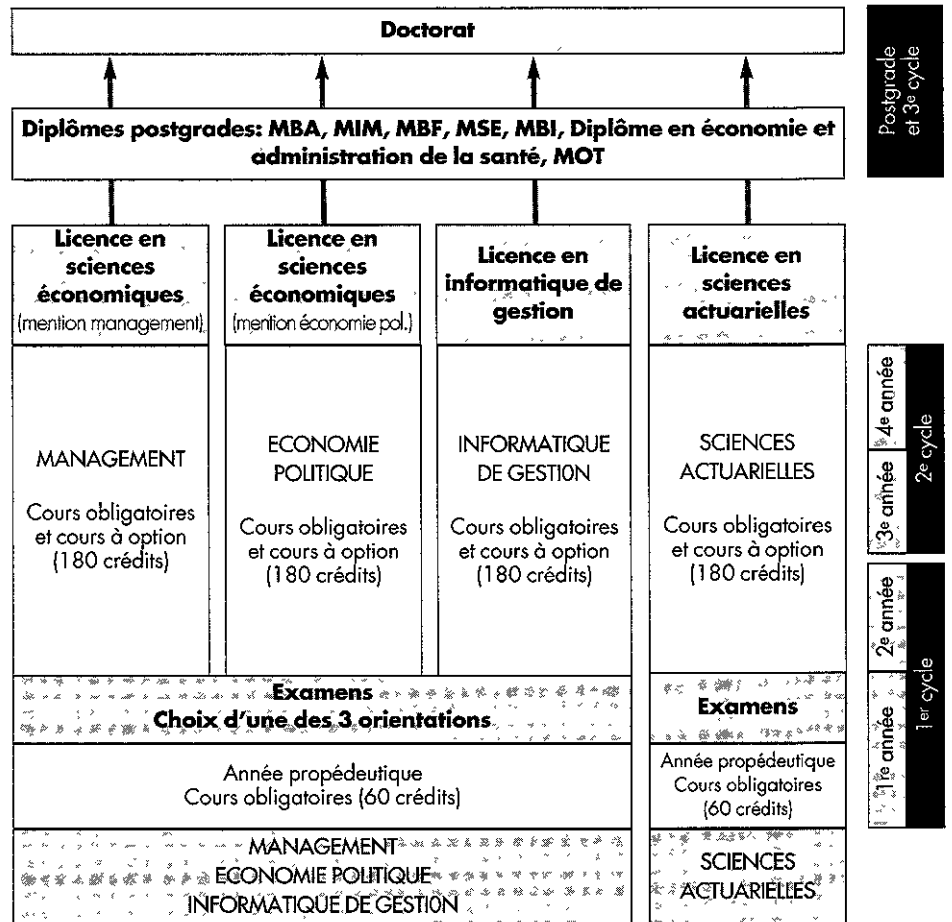 Doctorat
Postgrade
et 3e cycle
Diplômes postgrades: MBA, MIM, MBF, MSE, MBI, Diplôme en économie et
administration de la santé, MOT
Licence en
sciences
économiques
(mention management)
Licence en
sciences
économiques
(mention économie pol.)
Licence en
informatique de
gestion
Licence en
sciences
actuarielles
MANAGEMENT
Cours obligatoires
et cours à option
(180 crédits)
ECONOMIE
POLITIQUE
Cours obligatoires
et cours à option
(180 crédits)
INFORMATIQUE
DE GESTION
Cours obligatoires
et cours à option
(180 crédits)
SCIENCES
ACTUARIELLES
Cours obligatoires
et cours à option
(180 crédits)
4e année
3e année
2e cycle
2e année
1re année
1er cycle
Examens
Choix d'une des 3 orientations
Examens
Année propédeutique
Cours obligatoires (60 crédits)
Année propédeutique
Cours obligatoires
(60 crédits)
MANAGEMENT
ECONOMIE POLITIQUE
INFORMATIQUE DE GESTION
SCIENCES
ACTUARIELLES